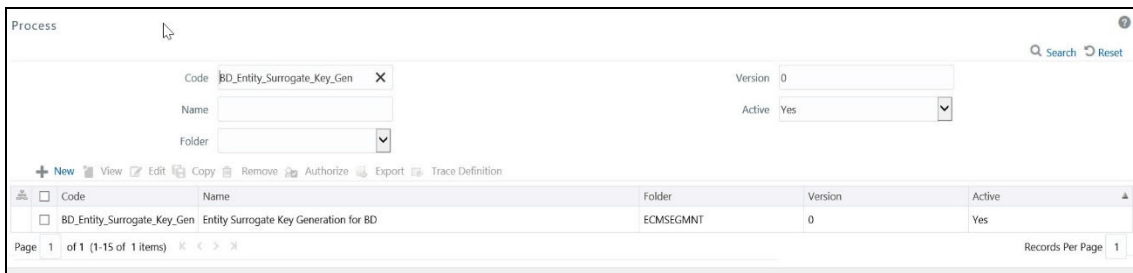 Process
Search Reset
Code BD_Entity_Surrogate_Key_Gen Version 0
Name Active Yes
Folder
New View Edit Copy Remove Authorize Export Trace Definition
Code Name Folder Version Active
BD_Entity_Surrogate_Key_Gen Entity Surrogate Key Generation for BD ECMSEGMNT 0 Yes
Page 1 of 1 (1-15 of 1 items) Records Per Page 1